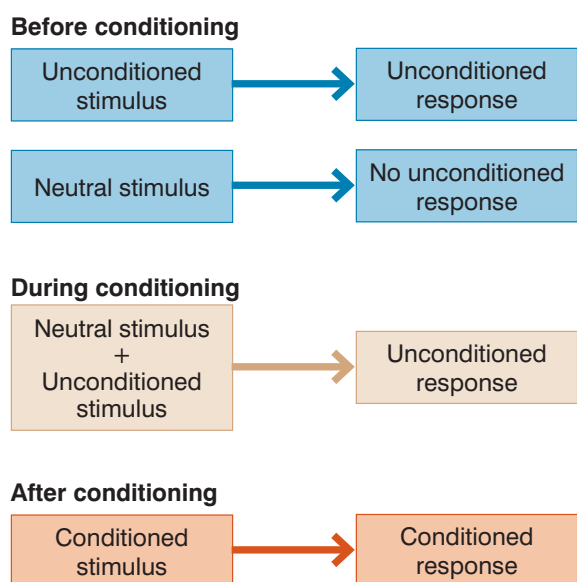 Before conditioning
Unconditioned
stimulus
Unconditioned
response
Neutral stimulus
No unconditioned
response
During conditioning
Neutral stimulus
+
Unconditioned
stimulus
Unconditioned
response
After conditioning
Conditioned
stimulus
Conditioned
response